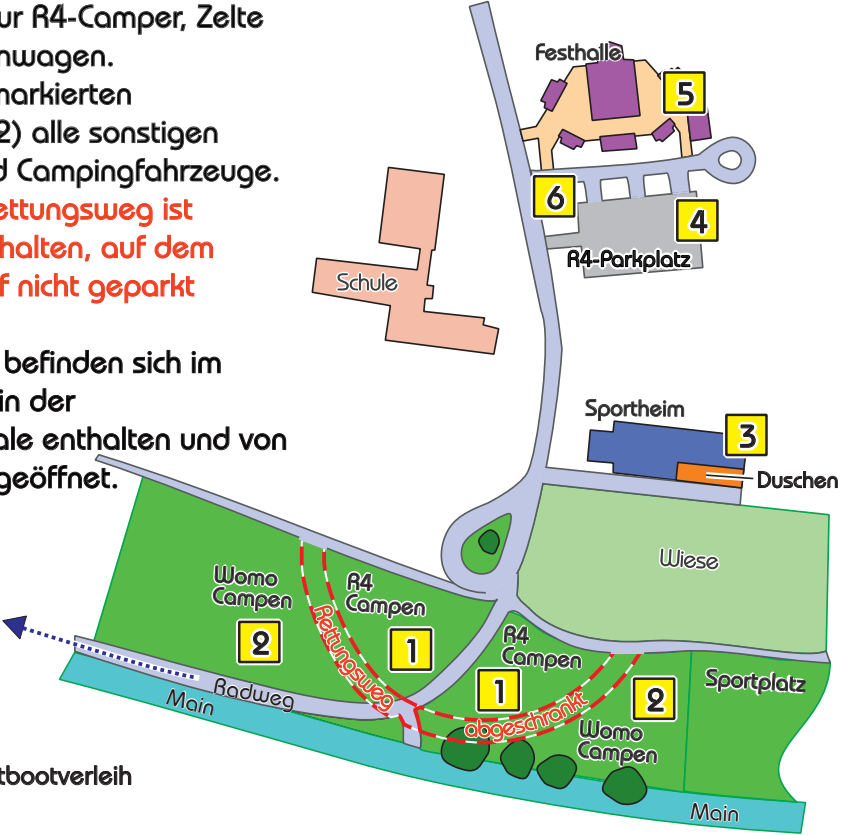 ur R4-Camper, Zelte
nwagen.
narkierten
2) alle sonstigen
d Campingfahrzeuge.
ettungsweg ist
halten, auf dem
f nicht geparkt
befinden sich im
in der
ale enthalten und von
geöffnet.
Festhalle
5
6
4
R4-Parkplatz
Schule
Sportheim
3
Duschen
Wiese
Womo
Campen
2
R4
Campen
1
Rettungsweg
R4
Campen
1
abgeschrankt
2
Womo
Campen
Sportplatz
Radweg
Main
tbootverleih
Main